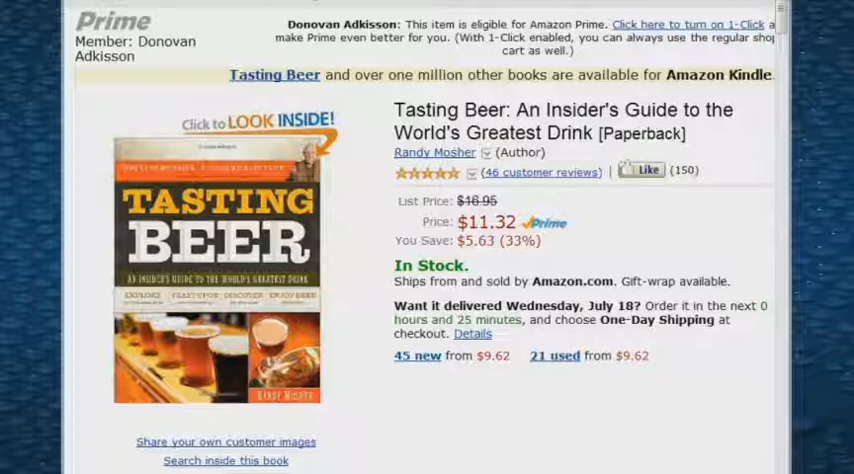 Prime
Member: Donovan
Adkisson
Donovan Adkisson: This item is eligible for Amazon Prime. Click here to turn on 1-Click a
make Prime even better for you. (With 1-Click enabled, you can always use the regular shop
cart as well.)
Tasting Beer and over one million other books are available for Amazon Kindle.
Click to LOOK INSIDE!
TASTING
BEER
AN INSIDER'S GUIDE TO THE WORLD'S GREATEST DRINK
RANDY MOSHER
Share your own customer images
Search inside this book
Tasting Beer: An Insider's Guide to the
World's Greatest Drink [Paperback]
Randy Mosher (Author)
(46 customer reviews) | Like (150)
List Price: $16.95
Price: $11.32 Prime
You Save: $5.63 (33%)
In Stock.
Ships from and sold by Amazon.com. Gift-wrap available.
Want it delivered Wednesday, July 18? Order it in the next 0
hours and 25 minutes, and choose One-Day Shipping at
checkout. Details
45 new from $9.62 21 used from $9.62